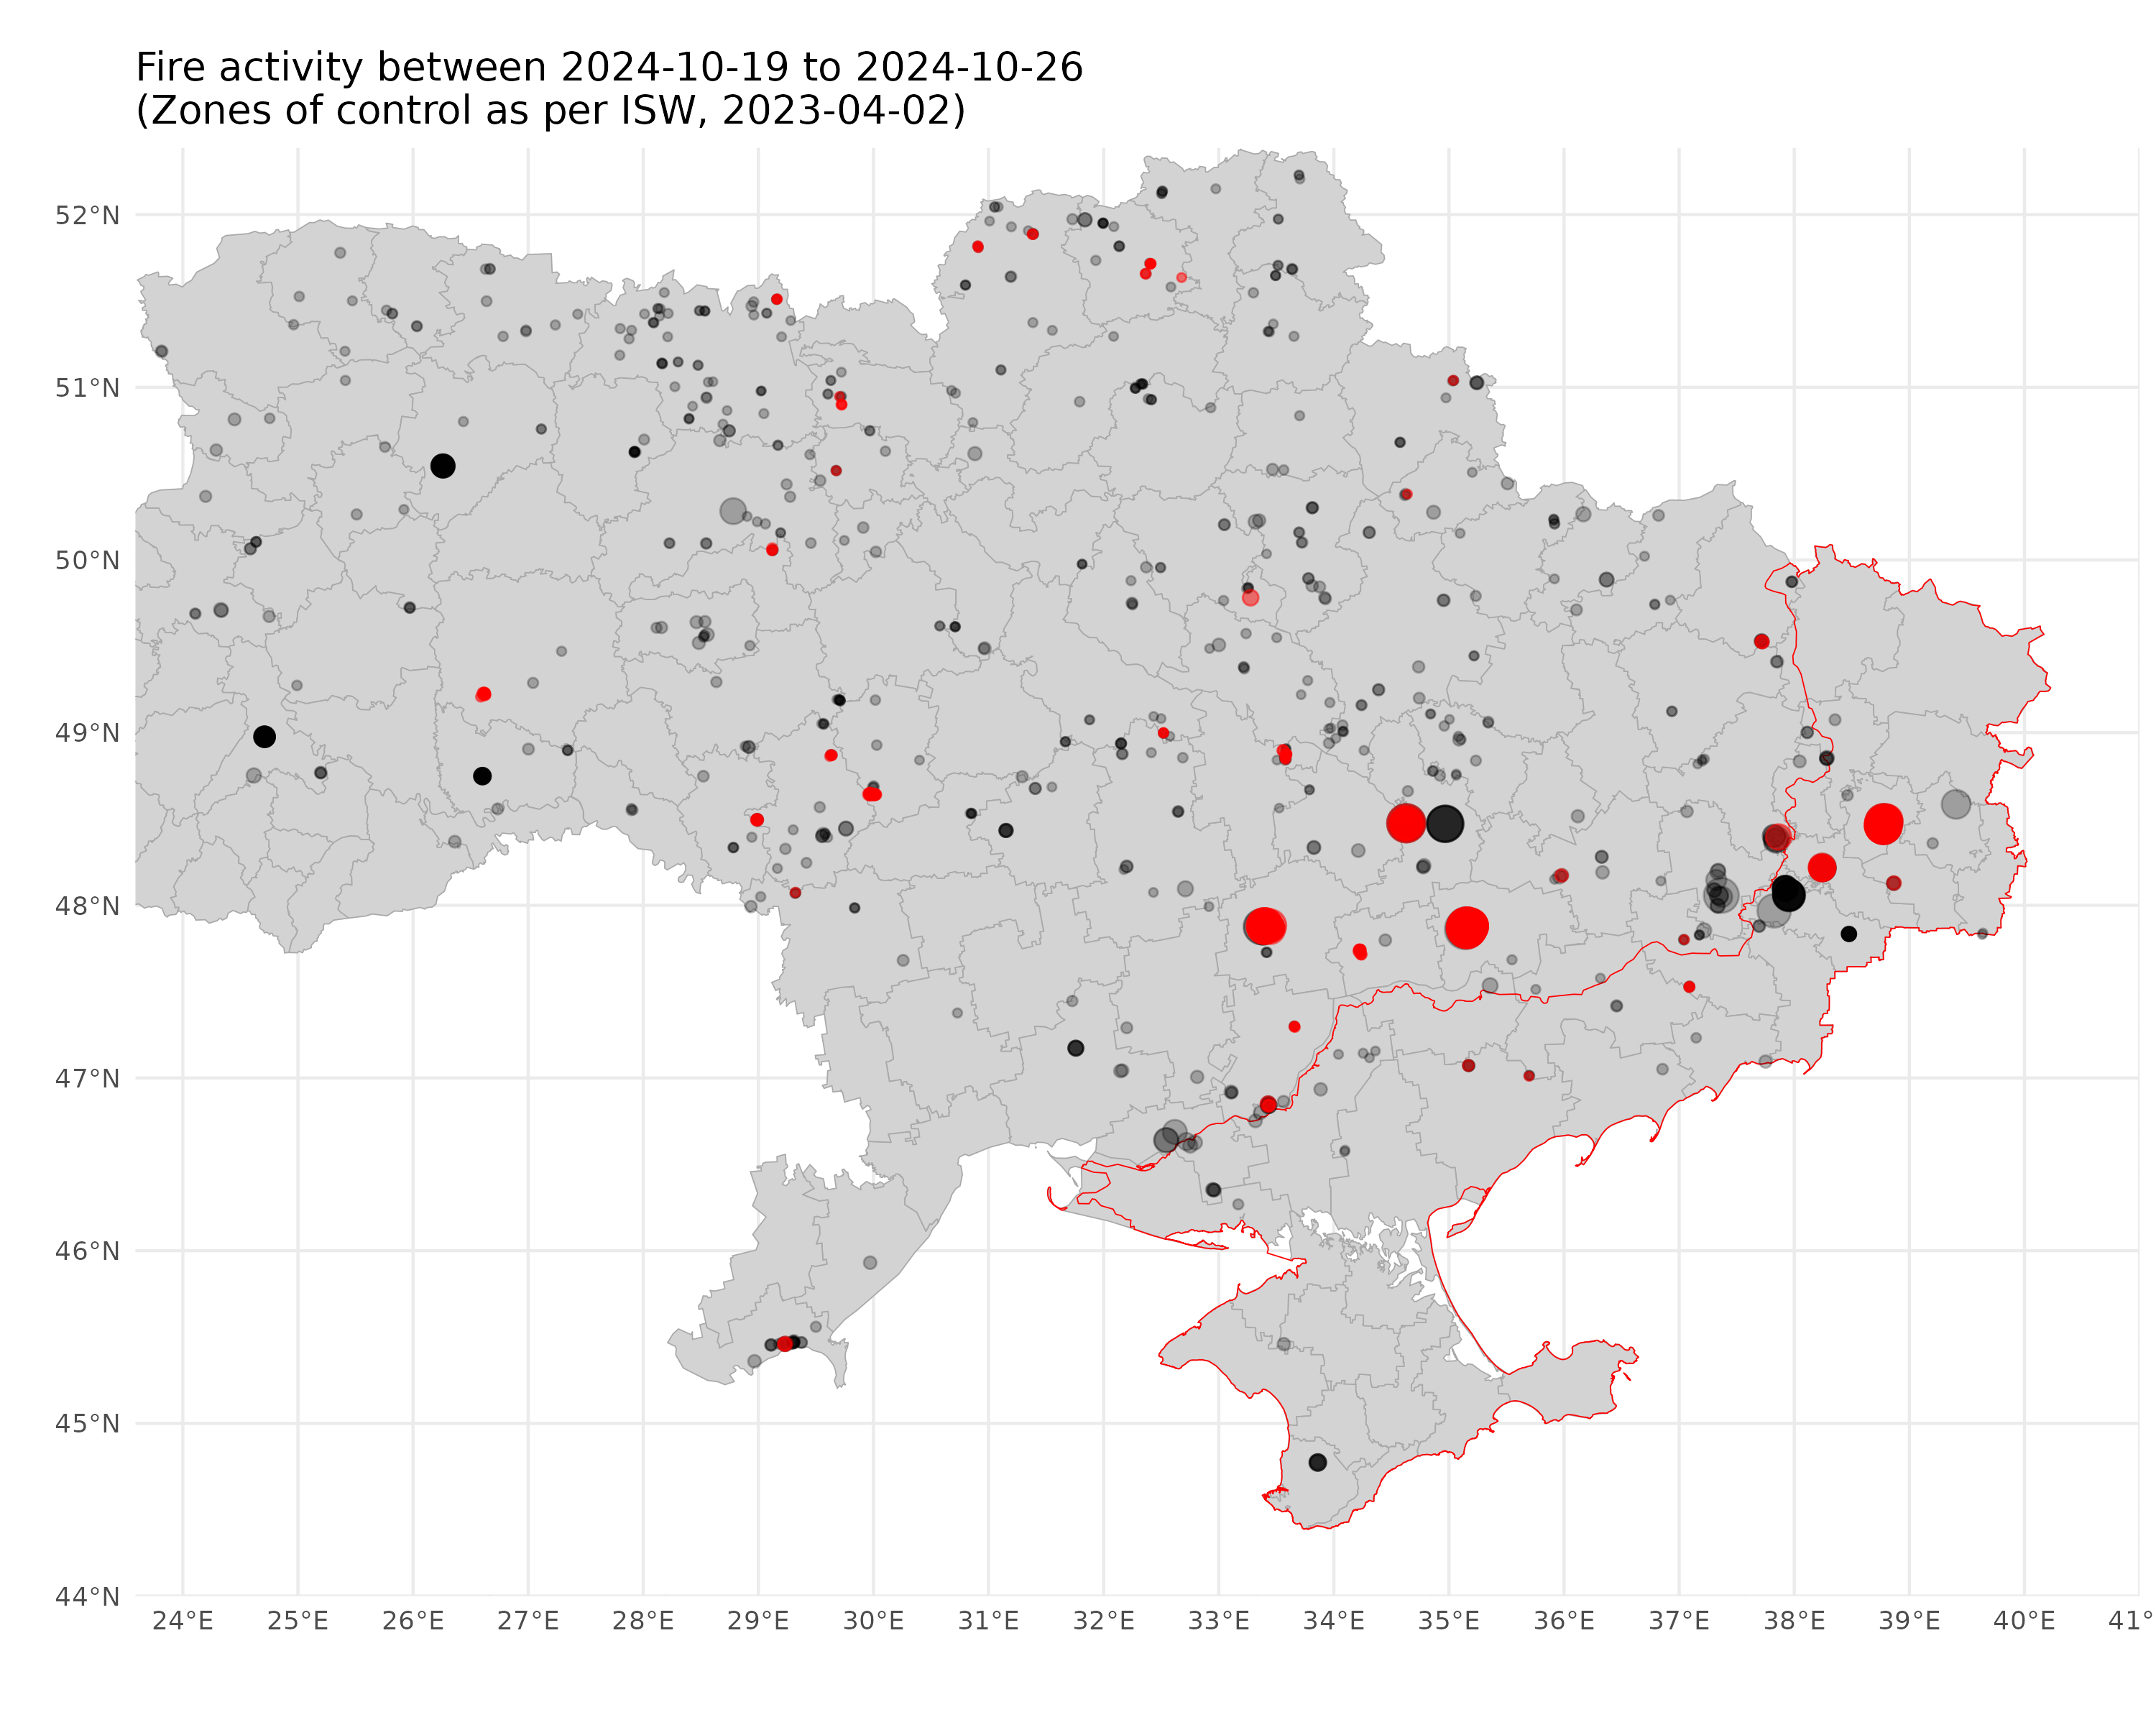 Fire activity between 2024-10-19 to 2024-10-26
(Zones of control as per ISW, 2023-04-02)
52°N
51°N
50°N
49°N
48°N
47°N
46°N
45°N
44°N
24°E 25°E 26°E 27°E 28°E 29°E 30°E 31°E 32°E 33°E 34°E 35°E 36°E 37°E 38°E 39°E 40°E 41°